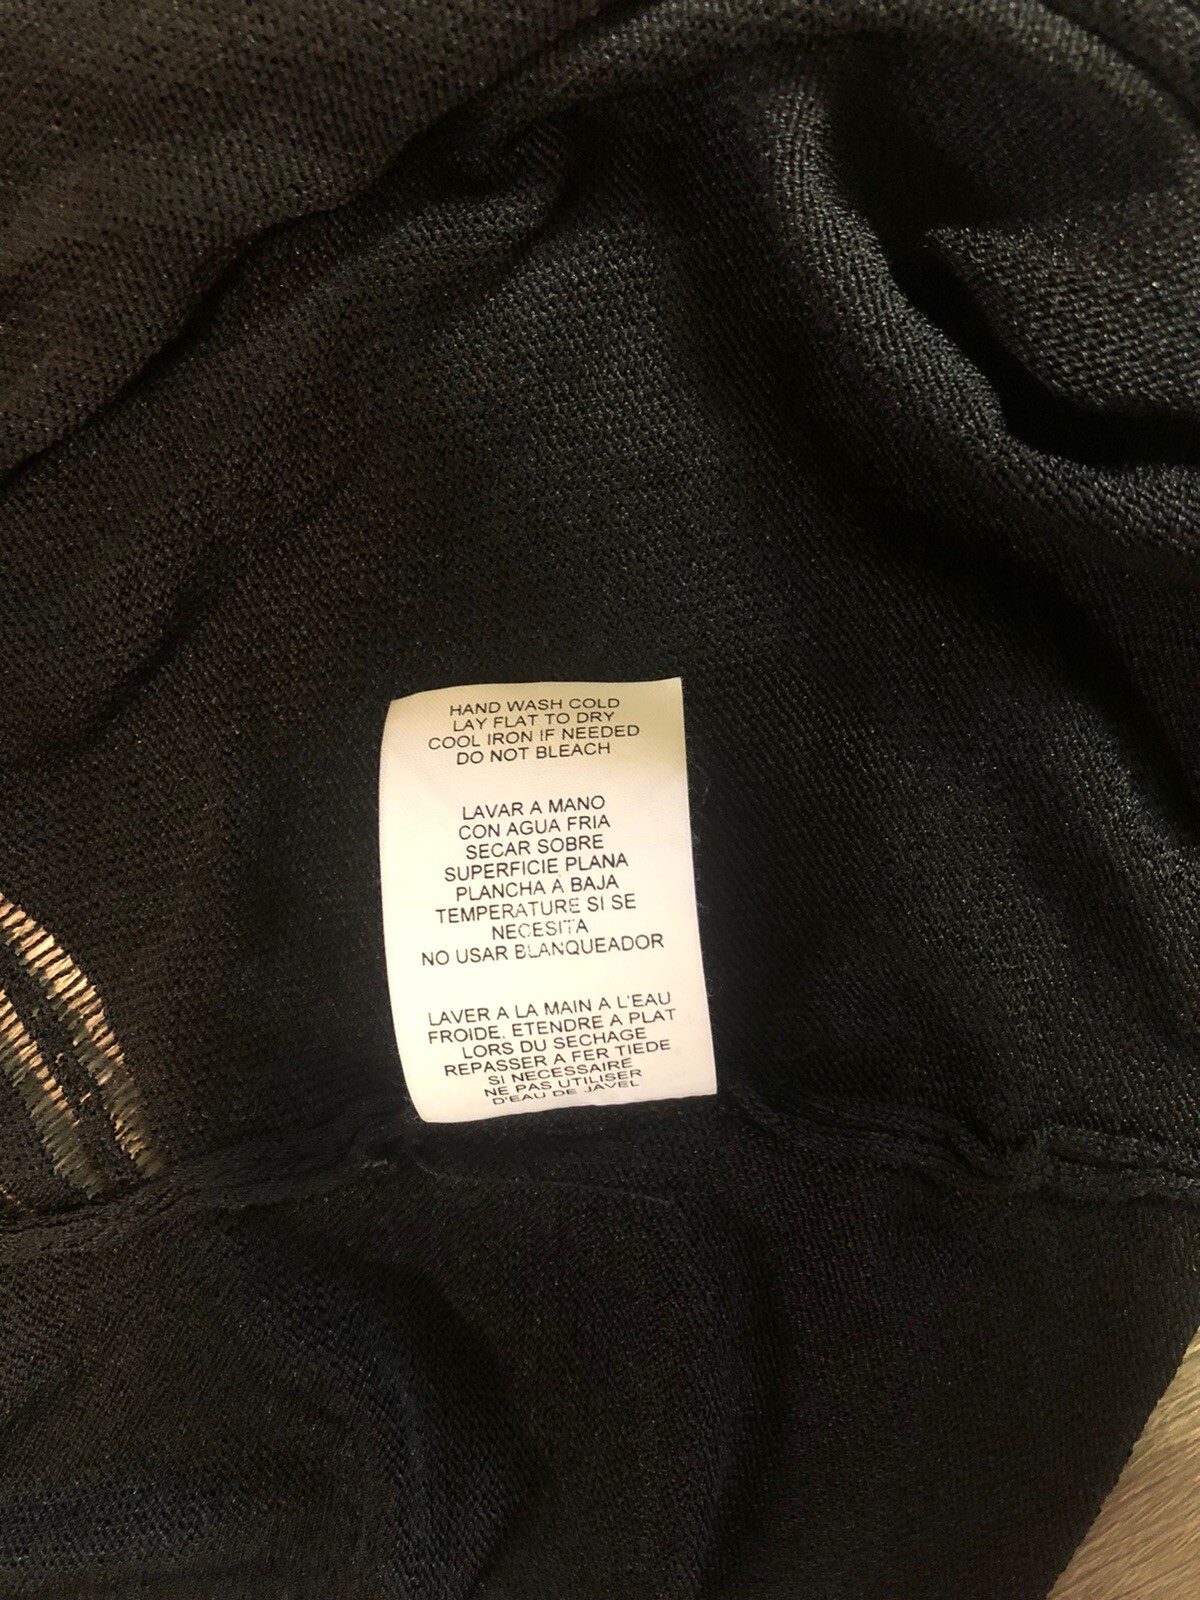 HAND WASH COLD
LAY FLAT TO DRY
COOL IRON IF NEEDED
DO NOT BLEACH
LAVAR A MANO
CON AGUA FRIA
SECAR SOBRE
SUPERFICIE PLANA
PLANCHA A BAJA
TEMPERATURE SI SE
NECESITA
NO USAR BLANQUEADOR
LAVER A LA MAIN A L'EAU
FROIDE, ETENDRE A PLAT
LORS DU SECHAGE
REPASSER A FER TIEDE
SI NECESSAIRE
NE PAS UTILISER
D'EAU DE JAVEL